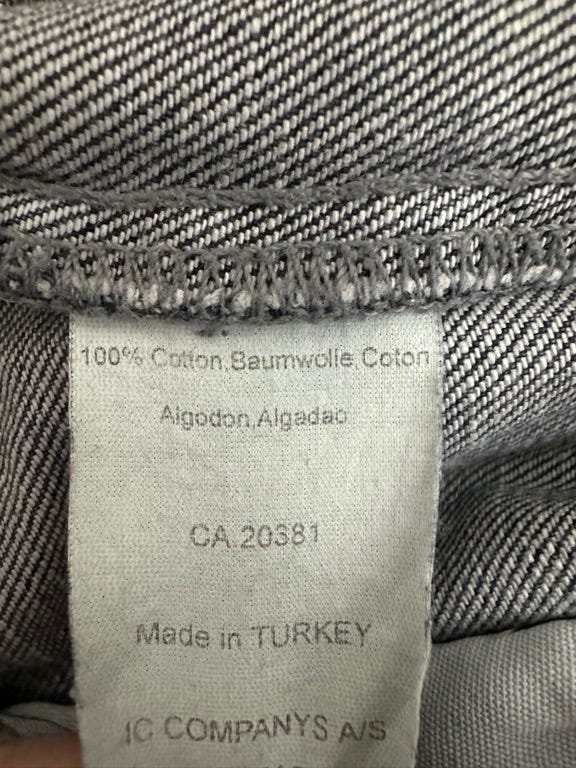 100% Cotton,Baumwolle,Coton
Algodon,Algadao
CA.20381
Made in TURKEY
IC COMPANYS A/S